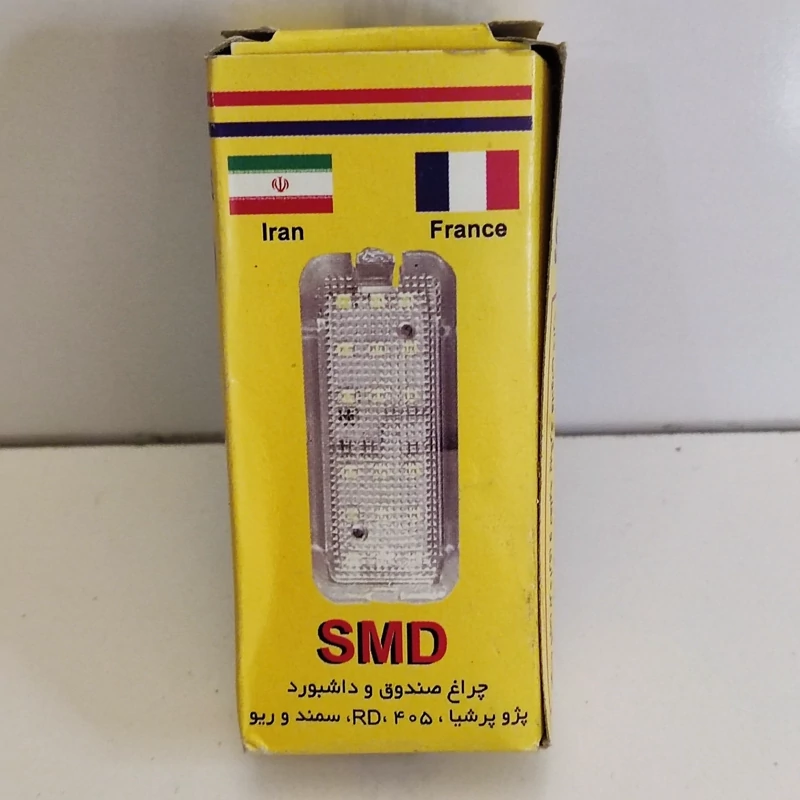 Iran
France
SMD
چراغ صندوق و داشبورد
پژو پرشیا ، ۴۰۵ ،RD، سمند و ریو